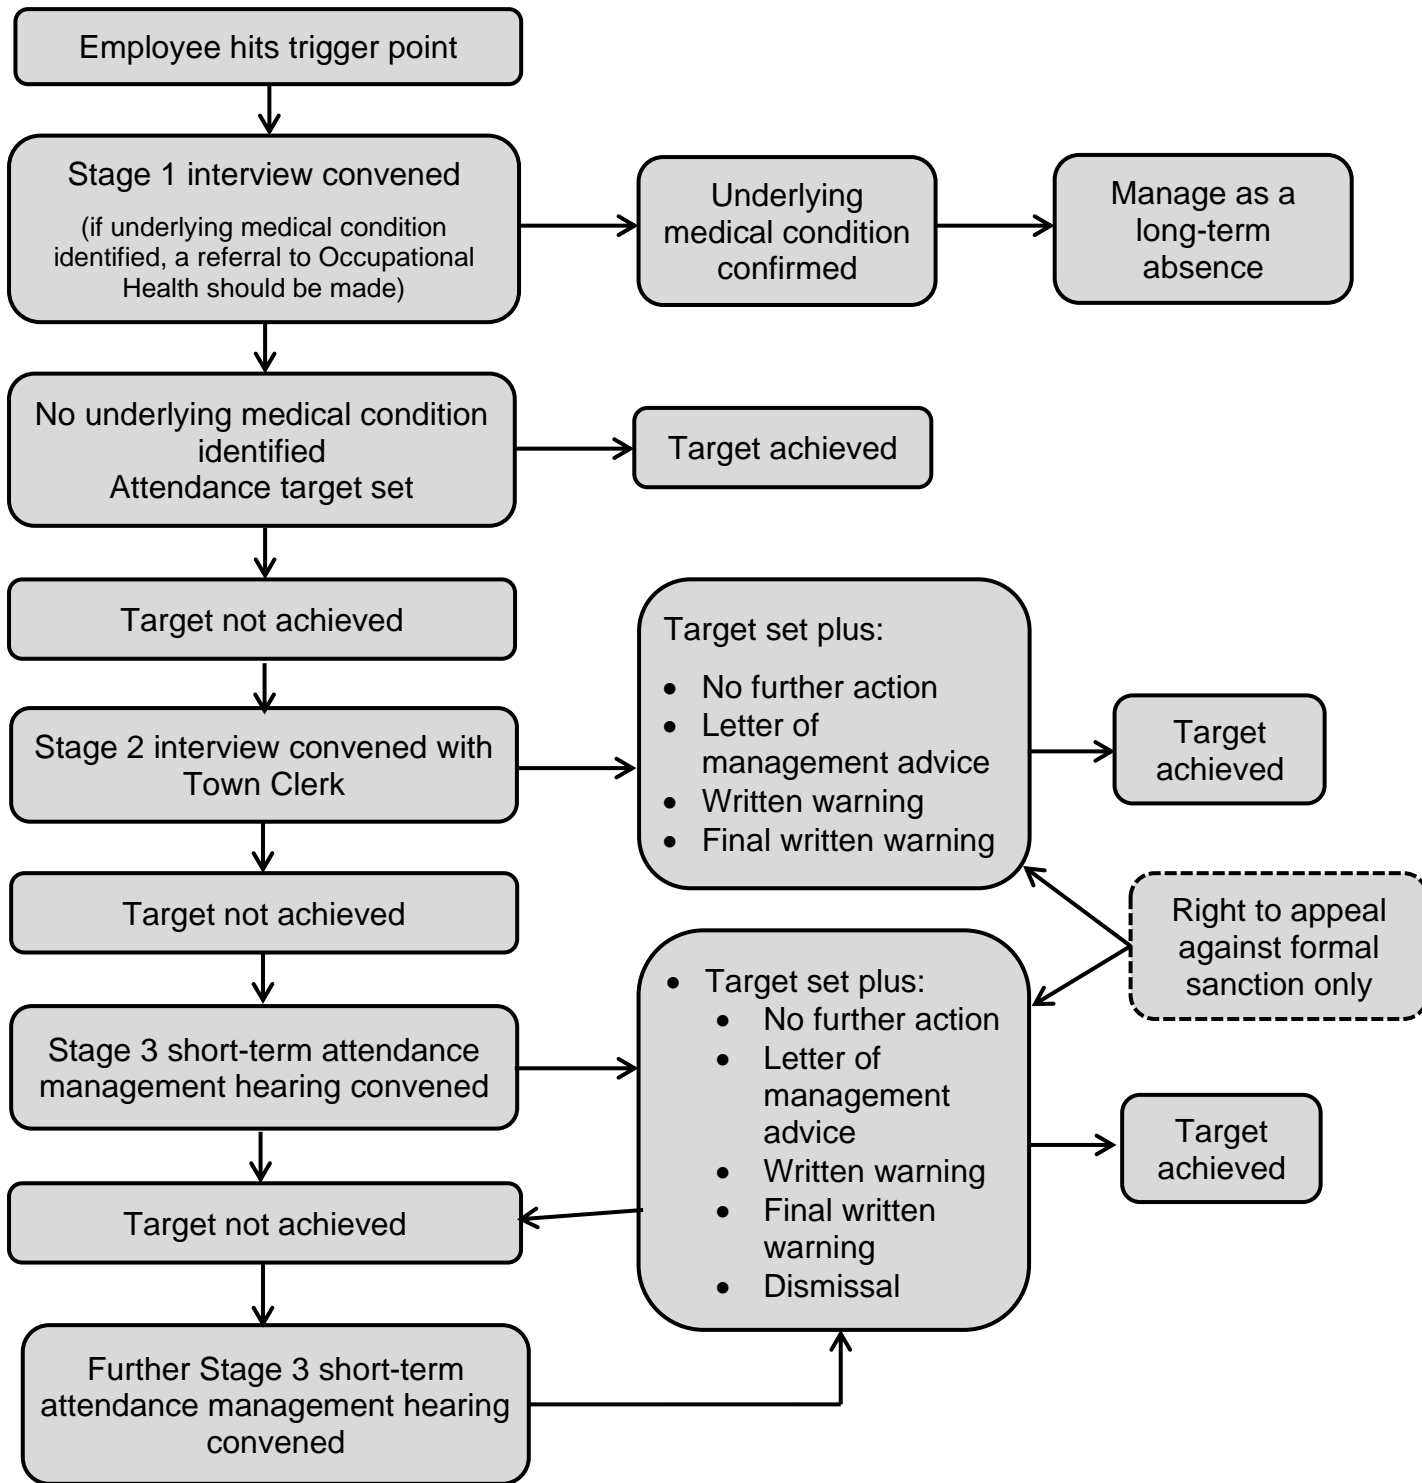 Employee hits trigger point
Stage 1 interview convened
(if underlying medical condition
identified, a referral to Occupational
Health should be made)
Underlying
medical condition
confirmed
Manage as a
long-term
absence
No underlying medical condition
identified
Attendance target set
Target achieved
Target not achieved
Stage 2 interview convened with
Town Clerk
Target set plus:
• No further action
• Letter of
management advice
• Written warning
• Final written warning
Target
achieved
Target not achieved
Right to appeal
against formal
sanction only
Stage 3 short-term attendance
management hearing convened
• Target set plus:
• No further action
• Letter of
management
advice
• Written warning
• Final written
warning
• Dismissal
Target
achieved
Target not achieved
Further Stage 3 short-term
attendance management hearing
convened